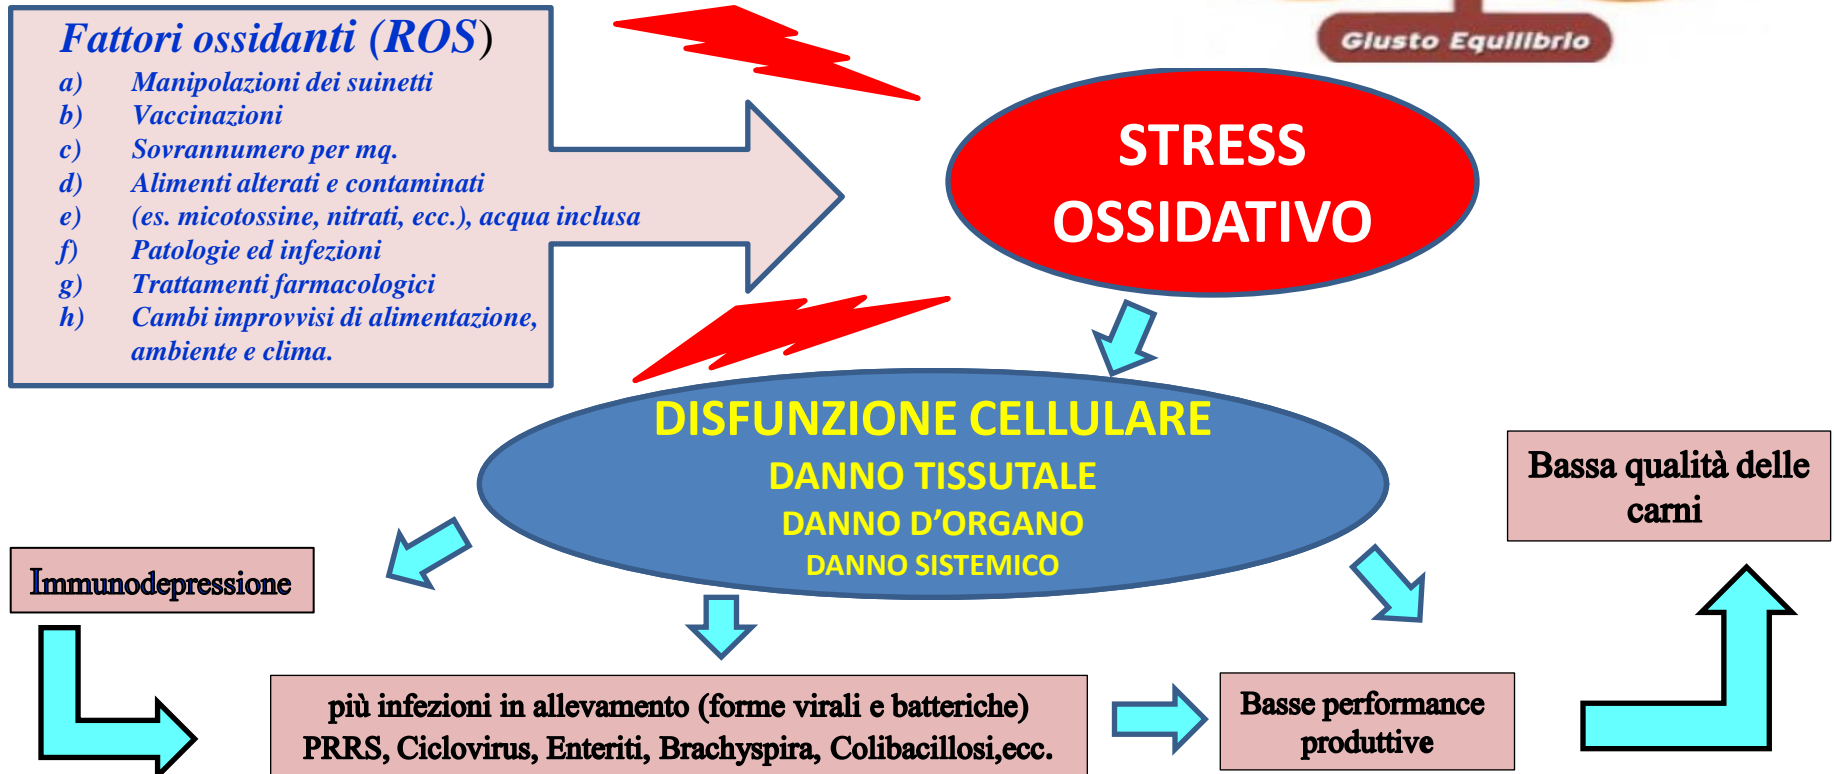 Giusto Equilibrio
Fattori ossidanti (ROS)
a) Manipolazioni dei suinetti
b) Vaccinazioni
c) Sovrannumero per mq.
d) Alimenti alterati e contaminati
e) (es. micotossine, nitrati, ecc.), acqua inclusa
f) Patologie ed infezioni
g) Trattamenti farmacologici
h) Cambi improvvisi di alimentazione,
ambiente e clima.
STRESS
OSSIDATIVO
DISFUNZIONE CELLULARE
DANNO TISSUTALE
DANNO D’ORGANO
DANNO SISTEMICO
Bassa qualità delle
carni
Immunodepressione
più infezioni in allevamento (forme virali e batteriche)
PRRS, Ciclovirus, Enteriti, Brachyspira, Colibacillosi,ecc.
Basse performance
produttive